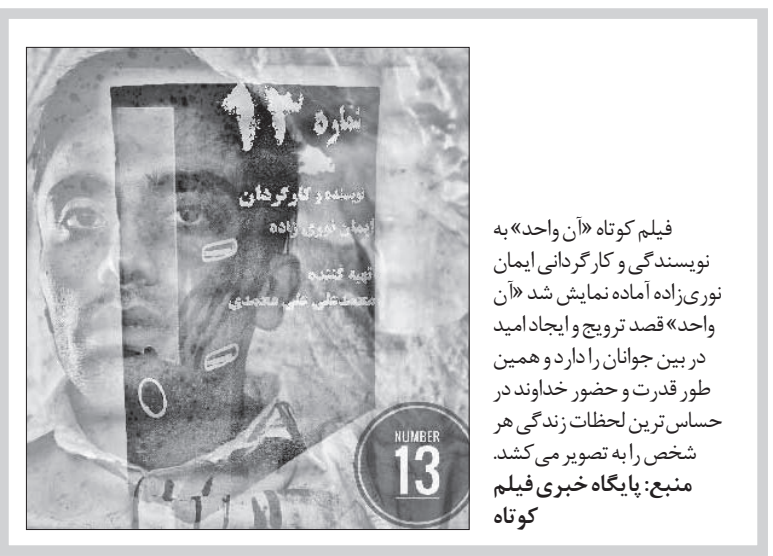 شماره ۱۳
نویسنده و کارگردان
ایمان نوری زاده
تهیه کننده
محمدعلی علی محمدی
NUMBER
13
فیلم کوتاه «آن واحد» به
نویسندگی و کارگردانی ایمان
نوری‌زاده آماده نمایش شد «آن
واحد» قصد ترویج و ایجاد امید
در بین جوانان را دارد و همین
طور قدرت و حضور خداوند در
حساس‌ترین لحظات زندگی هر
شخص را به تصویر می‌کشد.
منبع: پایگاه خبری فیلم
کوتاه